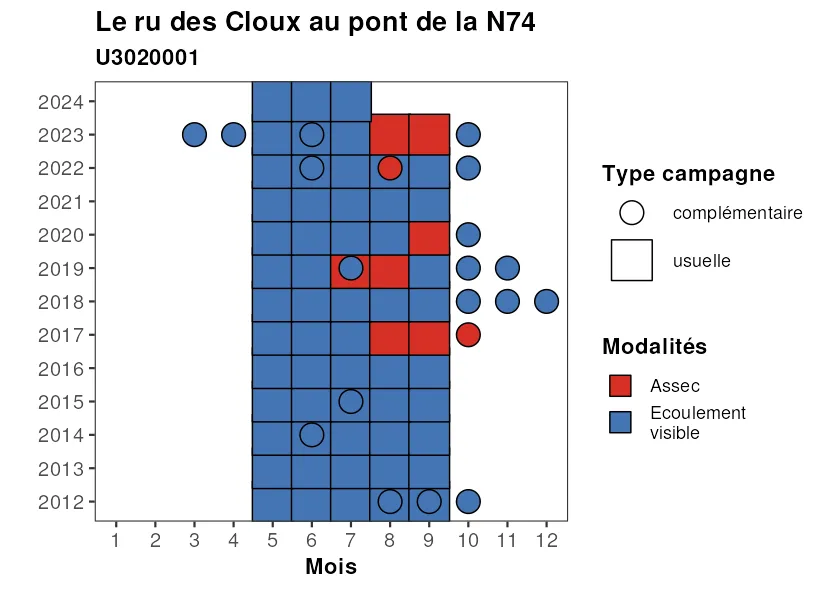 Le ru des Cloux au pont de la N74
U3020001
2024
2023
2022
2021
2020
2019
2018
2017
2016
2015
2014
2013
2012
1 2 3 4 5 6 7 8 9 10 11 12
Mois
Type campagne
complémentaire
usuelle
Modalités
Assec
Ecoulement
visible